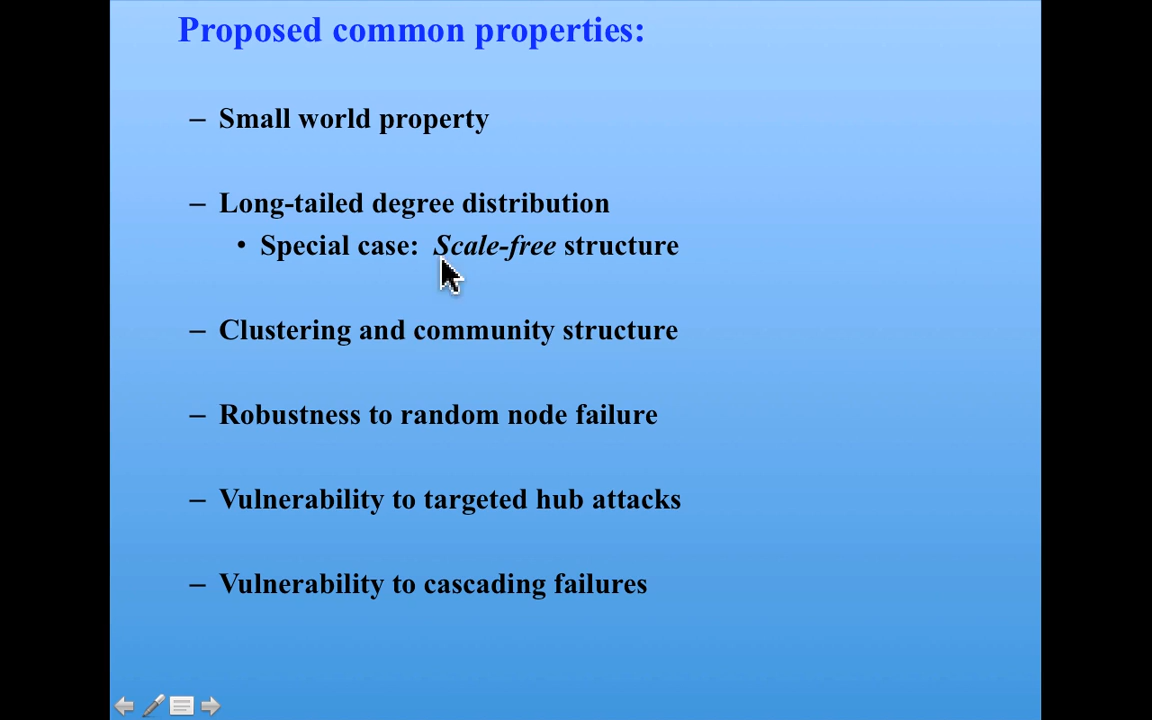 Proposed common properties:
– Small world property
– Long-tailed degree distribution
• Special case: Scale-free structure
– Clustering and community structure
– Robustness to random node failure
– Vulnerability to targeted hub attacks
– Vulnerability to cascading failures